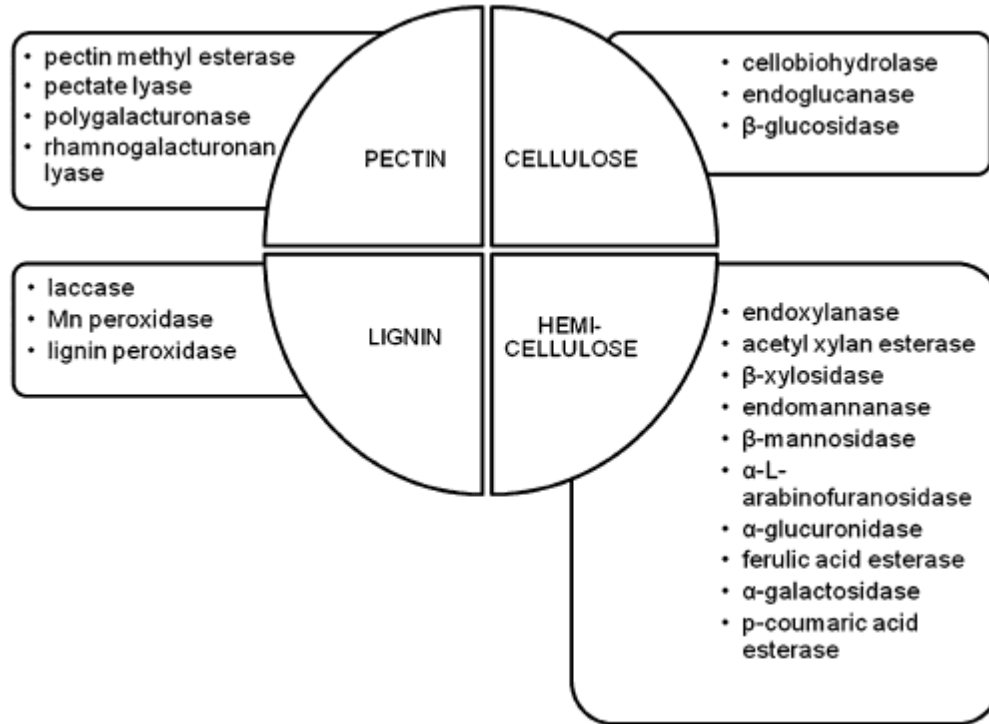 • pectin methyl esterase
• pectate lyase
• polygalacturonase
• rhamnogalacturonan
lyase
PECTIN
• cellobiohydrolase
• endoglucanase
• β-glucosidase
CELLULOSE
• laccase
• Mn peroxidase
• lignin peroxidase
LIGNIN
HEMI-
CELLULOSE
• endoxylanase
• acetyl xylan esterase
• β-xylosidase
• endomannanase
• β-mannosidase
• α-L-
arabinofuranosidase
• α-glucuronidase
• ferulic acid esterase
• α-galactosidase
• p-coumaric acid
esterase